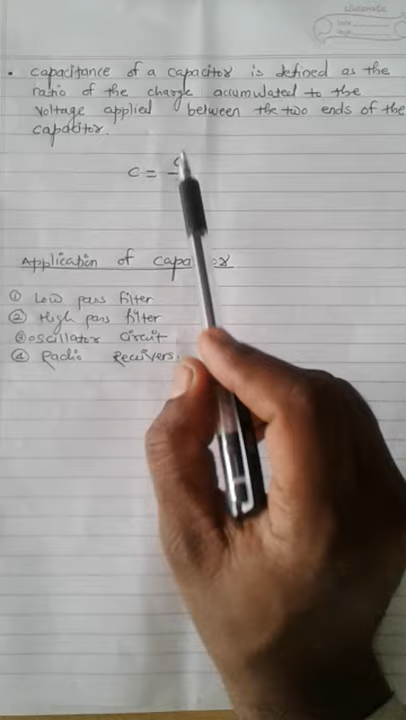 • capacitance of a capacitor is defined as the
ratio of the charge accumulated to the
voltage applied between the two ends of the
capacitor.
C =
Application of capa or
① Low pass filter
② High pass filter
③ oscillator circuit
④ Radio Receivers.